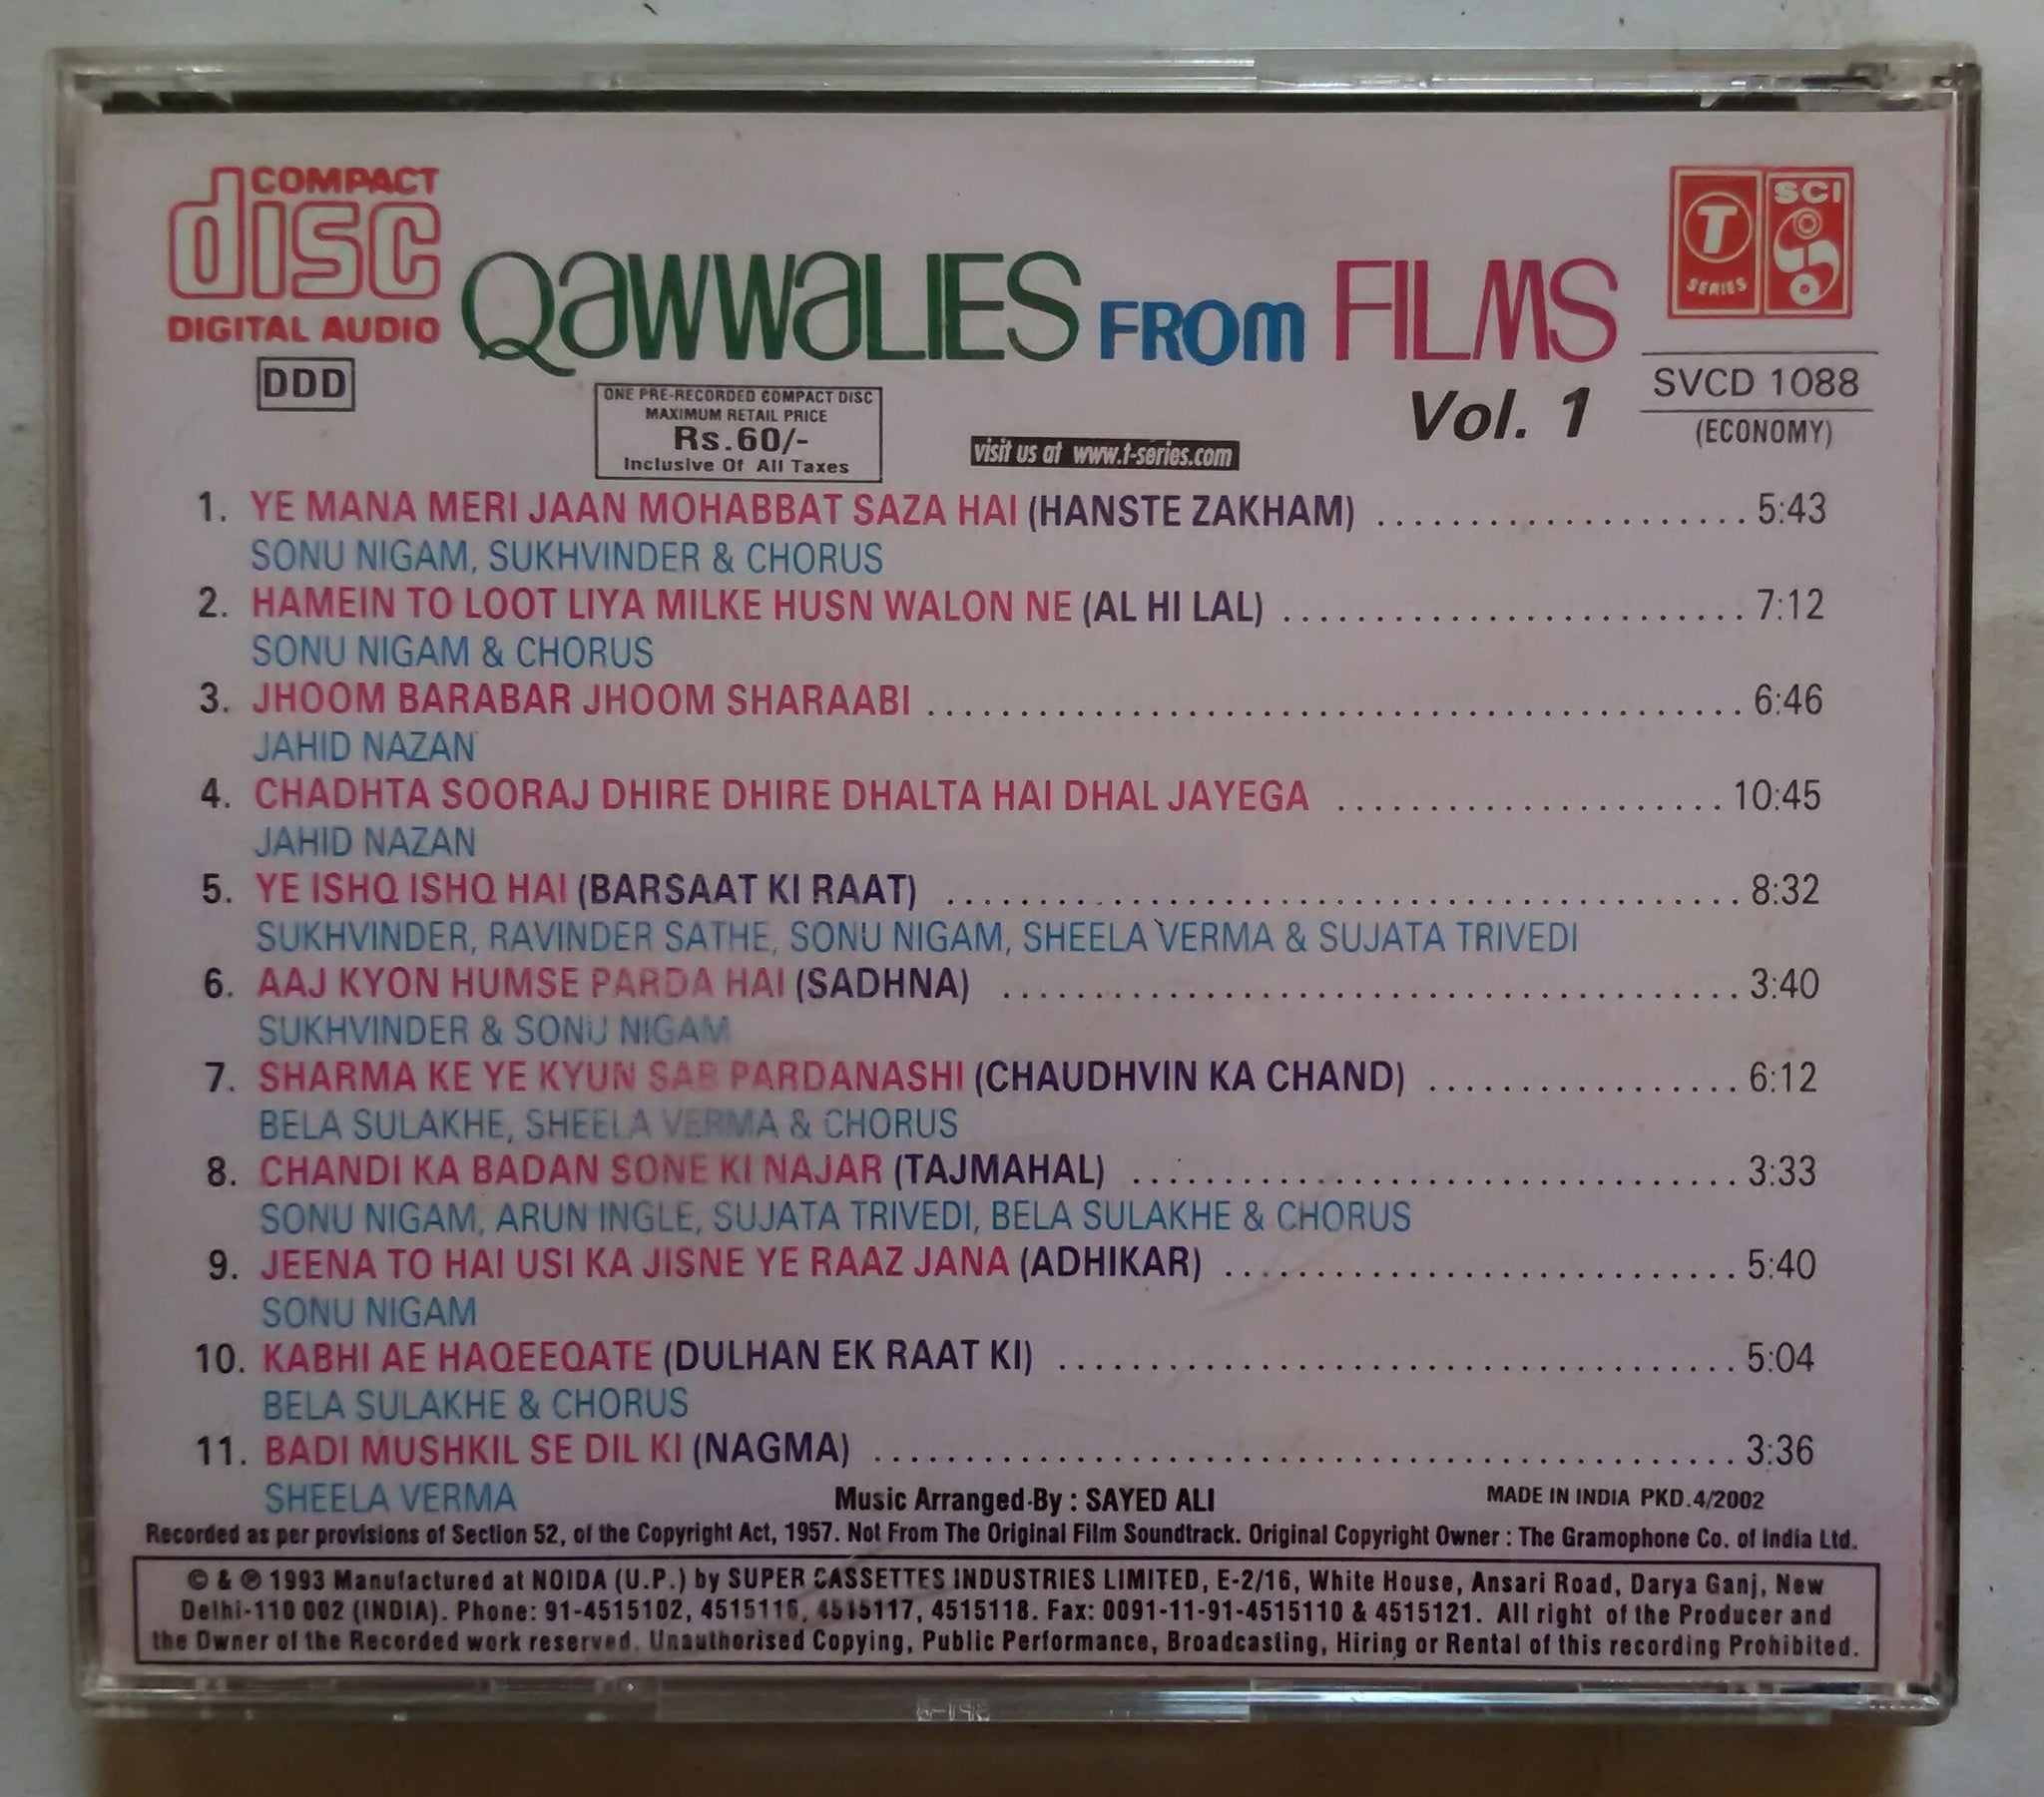 COMPACT
disc
DIGITAL AUDIO
DDD
QawwaLIES FROm FILMS
Vol. 1
T
SERIES
SCI
SVCD 1088
(ECONOMY)
ONE PRE-RECORDED COMPACT DISC
MAXIMUM RETAIL PRICE
Rs.60/-
Inclusive Of All Taxes
visit us at www.t-series.com
1. YE MANA MERI JAAN MOHABBAT SAZA HAI (HANSTE ZAKHAM) .................... 5:43
SONU NIGAM, SUKHVINDER & CHORUS
2. HAMEIN TO LOOT LIYA MILKE HUSN WALON NE (AL HI LAL) ......................... 7:12
SONU NIGAM & CHORUS
3. JHOOM BARABAR JHOOM SHARAABI ............................................ 6:46
JAHID NAZAN
4. CHADHTA SOORAJ DHIRE DHIRE DHALTA HAI DHAL JAYEGA ..................... 10:45
JAHID NAZAN
5. YE ISHQ ISHQ HAI (BARSAAT KI RAAT) ........................................... 8:32
SUKHVINDER, RAVINDER SATHE, SONU NIGAM, SHEELA VERMA & SUJATA TRIVEDI
6. AAJ KYON HUMSE PARDA HAI (SADHNA) ........................................ 3:40
SUKHVINDER & SONU NIGAM
7. SHARMA KE YE KYUN SAB PARDANASHI (CHAUDHVIN KA CHAND) ................. 6:12
BELA SULAKHE, SHEELA VERMA & CHORUS
8. CHANDI KA BADAN SONE KI NAJAR (TAJMAHAL) ................................. 3:33
SONU NIGAM, ARUN INGLE, SUJATA TRIVEDI, BELA SULAKHE & CHORUS
9. JEENA TO HAI USI KA JISNE YE RAAZ JANA (ADHIKAR) ............................ 5:40
SONU NIGAM
10. KABHI AE HAQEEQATE (DULHAN EK RAAT KI) ..................................... 5:04
BELA SULAKHE & CHORUS
11. BADI MUSHKIL SE DIL KI (NAGMA) ............................................... 3:36
SHEELA VERMA
Music Arranged By : SAYED ALI
MADE IN INDIA PKD.4/2002
Recorded as per provisions of Section 52, of the Copyright Act, 1957. Not From The Original Film Soundtrack. Original Copyright Owner : The Gramophone Co. of India Ltd.
© & ℗ 1993 Manufactured at NOIDA (U.P.) by SUPER CASSETTES INDUSTRIES LIMITED, E-2/16, White House, Ansari Road, Darya Ganj, New
Delhi-110 002 (INDIA). Phone: 91-4515102, 4515116, 4515117, 4515118. Fax: 0091-11-91-4515110 & 4515121. All right of the Producer and
the Owner of the Recorded work reserved. Unauthorised Copying, Public Performance, Broadcasting, Hiring or Rental of this recording Prohibited.